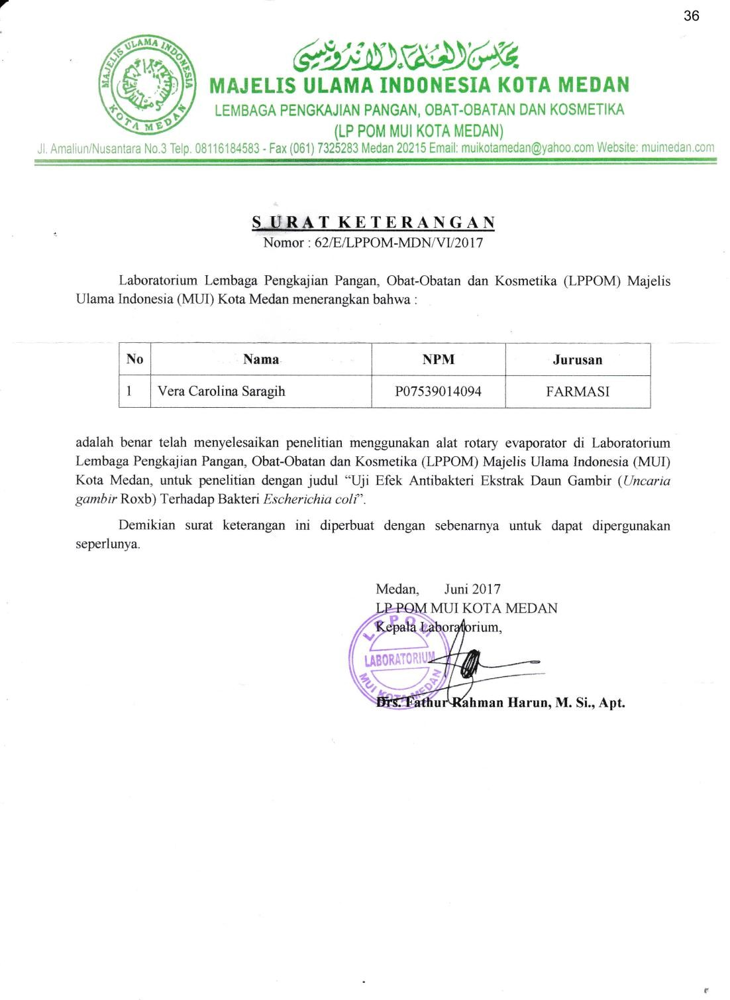 36
MAJELIS ULAMA INDONESIA
KOTA MEDAN
مجلس العلماء الاندونيسي
MAJELIS ULAMA INDONESIA KOTA MEDAN
LEMBAGA PENGKAJIAN PANGAN, OBAT-OBATAN DAN KOSMETIKA
(LP POM MUI KOTA MEDAN)
Jl. Amaliun/Nusantara No.3 Telp. 08116184583 - Fax (061) 7325283 Medan 20215 Email: muikotamedan@yahoo.com Website: muimedan.com
SURAT KETERANGAN
Nomor : 62/E/LPPOM-MDN/VI/2017
Laboratorium Lembaga Pengkajian Pangan, Obat-Obatan dan Kosmetika (LPPOM) Majelis
Ulama Indonesia (MUI) Kota Medan menerangkan bahwa :
No Nama NPM Jurusan
1 Vera Carolina Saragih P07539014094 FARMASI
adalah benar telah menyelesaikan penelitian menggunakan alat rotary evaporator di Laboratorium
Lembaga Pengkajian Pangan, Obat-Obatan dan Kosmetika (LPPOM) Majelis Ulama Indonesia (MUI)
Kota Medan, untuk penelitian dengan judul “Uji Efek Antibakteri Ekstrak Daun Gambir (Uncaria
gambir Roxb) Terhadap Bakteri Escherichia coli”.
Demikian surat keterangan ini diperbuat dengan sebenarnya untuk dapat dipergunakan
seperlunya.
Medan, Juni 2017
LP POM MUI KOTA MEDAN
Kepala Laboratorium,
LPPOM
LABORATORIUM
MUI KOTA MEDAN
Drs. Fathur Rahman Harun, M. Si., Apt.